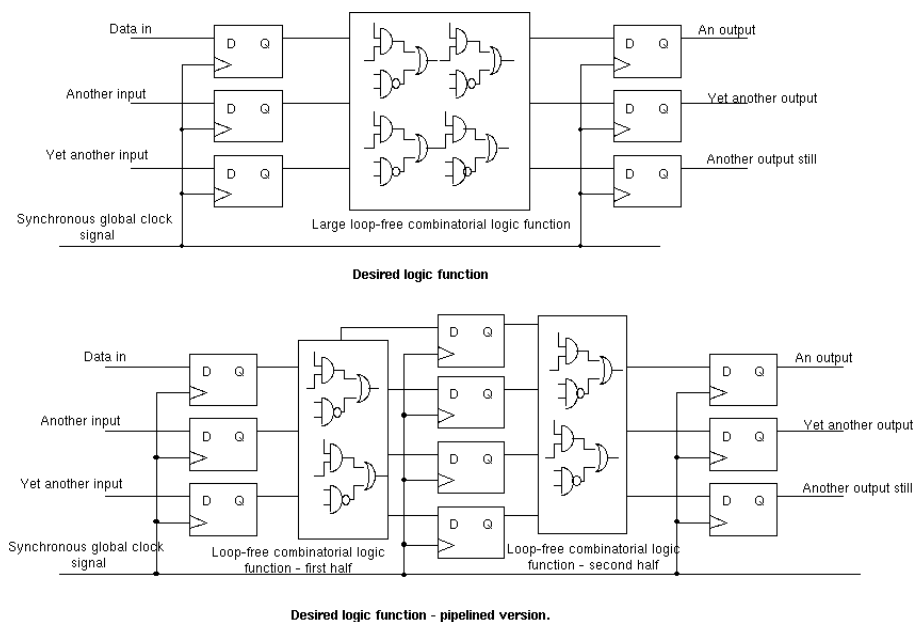 Data in
D Q
D Q
An output
Another input
D Q
D Q
Yet another output
Yet another input
D Q
D Q
Another output still
Synchronous global clock
signal
Large loop-free combinatorial logic function
Desired logic function
D Q
Data in
D Q
D Q
An output
D Q
Another input
D Q
D Q
Yet another output
D Q
Yet another input
D Q
D Q
Another output still
D Q
Synchronous global clock
signal
Loop-free combinatorial logic
function - first half
Loop-free combinatorial logic
function - second half
Desired logic function - pipelined version.